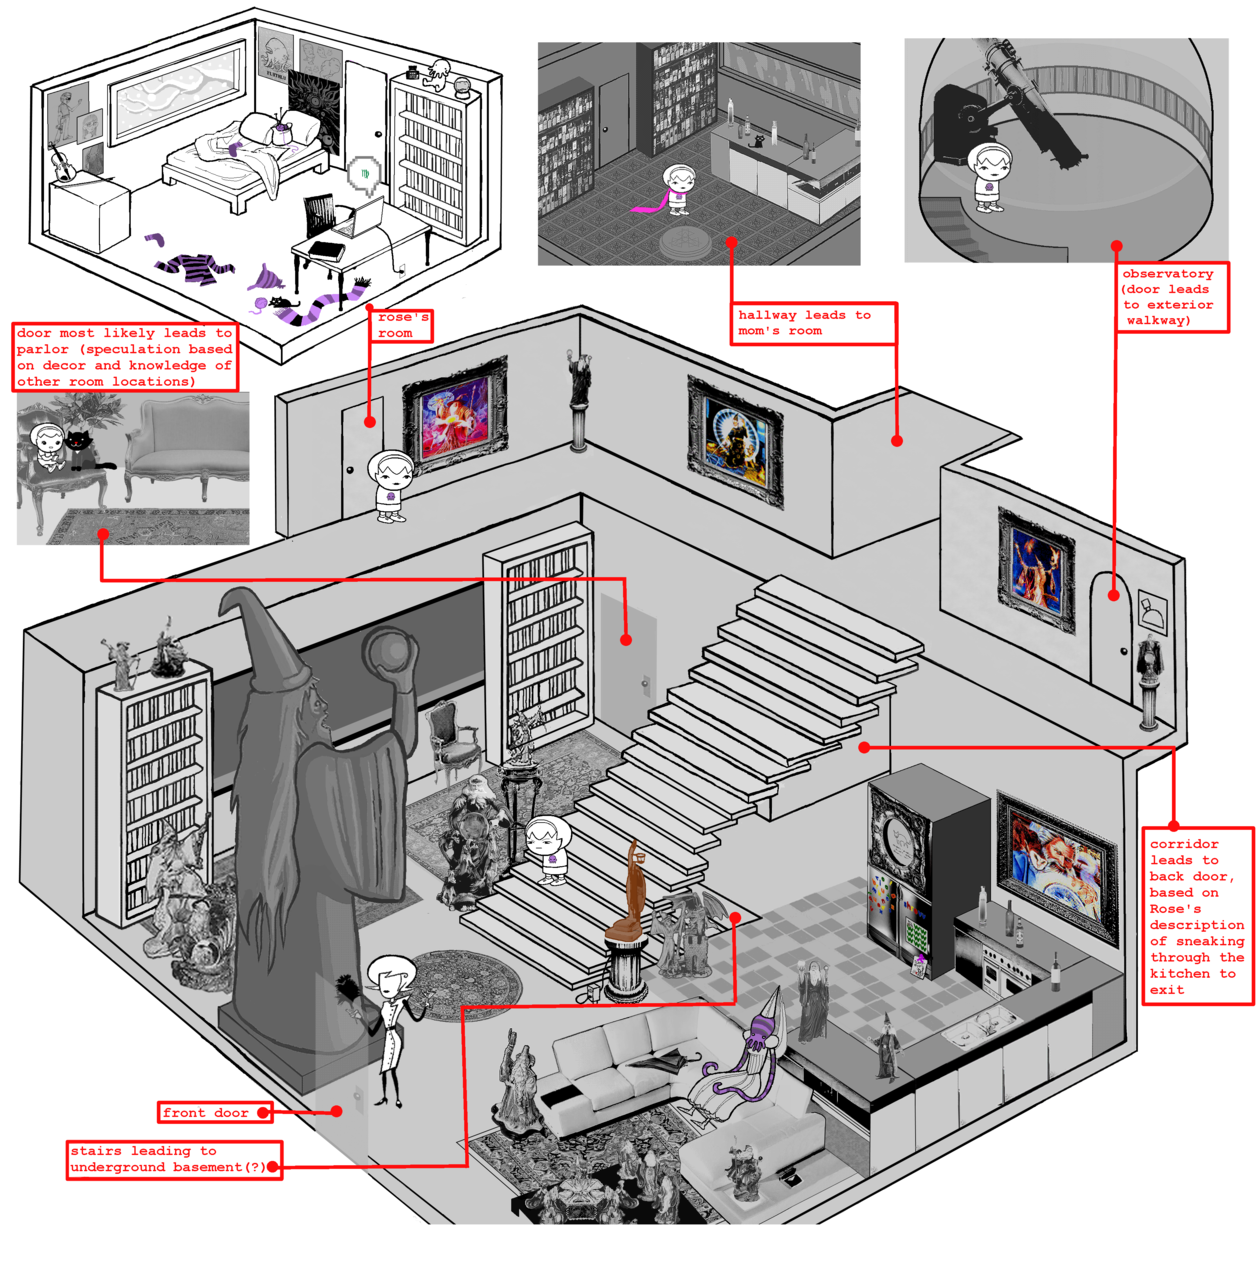 rose's
room
hallway leads to
mom's room
observatory
(door leads
to exterior
walkway)
door most likely leads to
parlor (speculation based
on decor and knowledge of
other room locations)
corridor
leads to
back door,
based on
Rose's
description
of sneaking
through the
kitchen to
exit
front door
stairs leading to
underground basement(?)